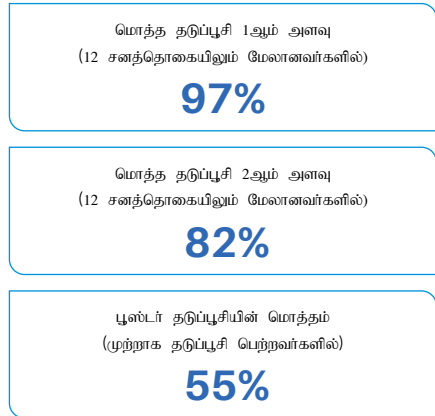 மொத்த தடுப்பூசி 1ஆம் அளவு
(12 சனத்தொகையிலும் மேலானவர்களில்)
97%
மொத்த தடுப்பூசி 2ஆம் அளவு
(12 சனத்தொகையிலும் மேலானவர்களில்)
82%
பூஸ்டர் தடுப்பூசியின் மொத்தம்
(முற்றாக தடுப்பூசி பெற்றவர்களில்)
55%